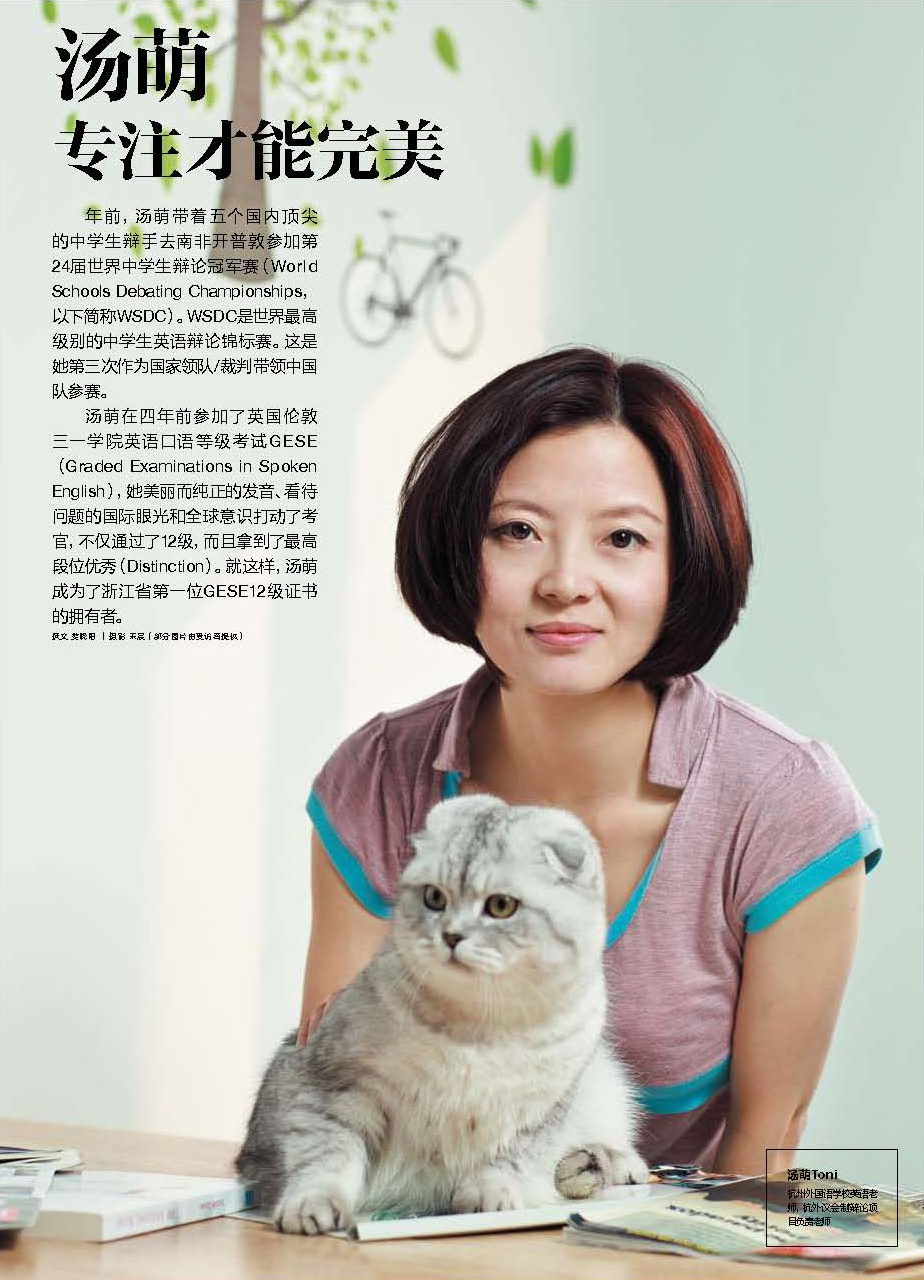 汤萌
专注才能完美
年前，汤萌带着五个国内顶尖
的中学生辩手去南非开普敦参加第
24届世界中学生辩论冠军赛（World
Schools Debating Championships，
以下简称WSDC）。WSDC是世界最高
级别的中学生英语辩论锦标赛。这是
她第三次作为国家领队/裁判带领中国
队参赛。
汤萌在四年前参加了英国伦敦
三一学院英语口语等级考试GESE
（Graded Examinations in Spoken
English），她美丽而纯正的发音、看待
问题的国际眼光和全球意识打动了考
官，不仅通过了12级，而且拿到了最高
段位优秀（Distinction）。就这样，汤萌
成为了浙江省第一位GESE12级证书
的拥有者。
（部分图片由受访者提供）
汤萌Toni
杭州外国语学校英语老
师，杭外议会制辩论项
目负责老师